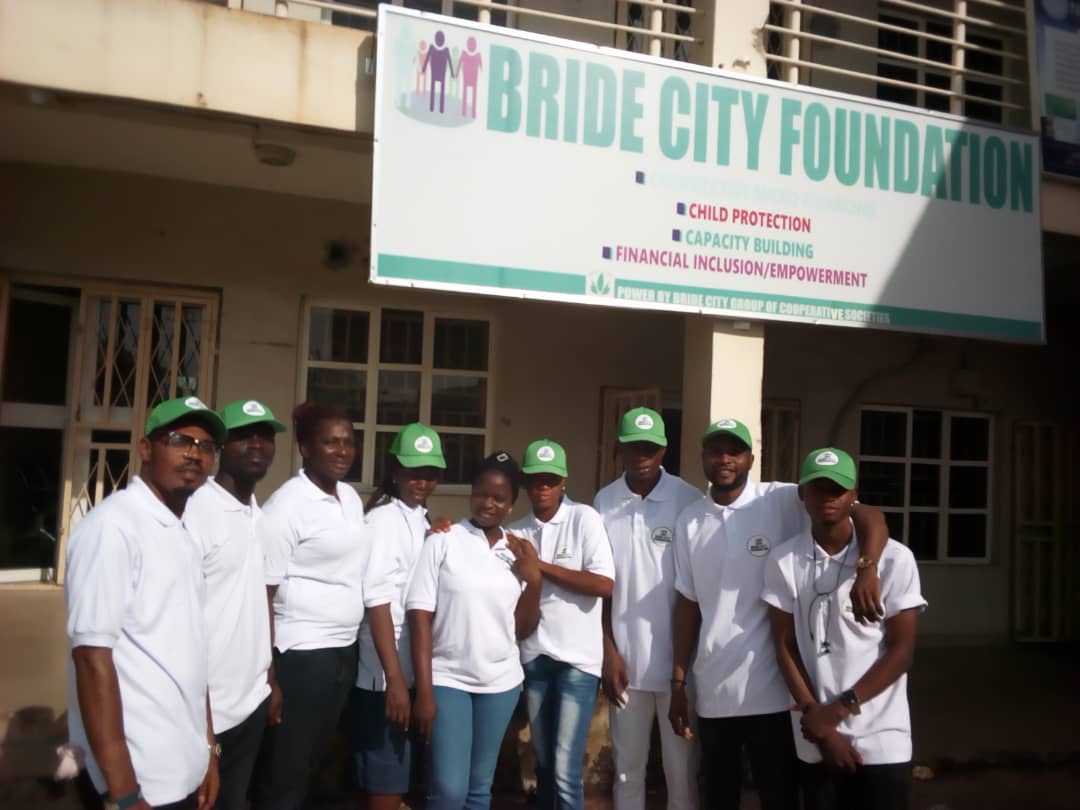 BRIDE CITY FOUNDATION
CHILD PROTECTION
CAPACITY BUILDING
FINANCIAL INCLUSION/EMPOWERMENT
POWER BY BRIDE CITY GROUP OF COOPERATIVE SOCIETIES